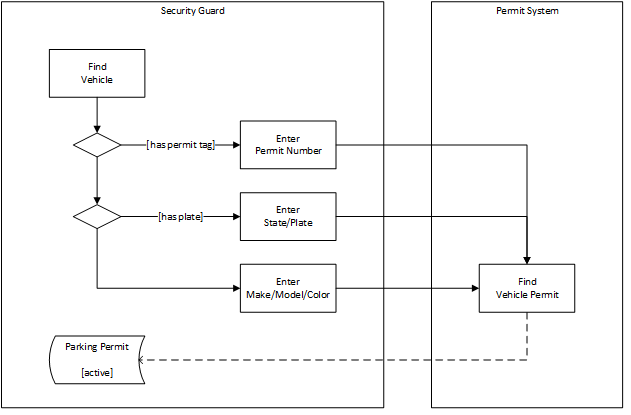 Security Guard
Permit System
Find
Vehicle
[has permit tag]
Enter
Permit Number
[has plate]
Enter
State/Plate
Enter
Make/Model/Color
Find
Vehicle Permit
Parking Permit
[active]